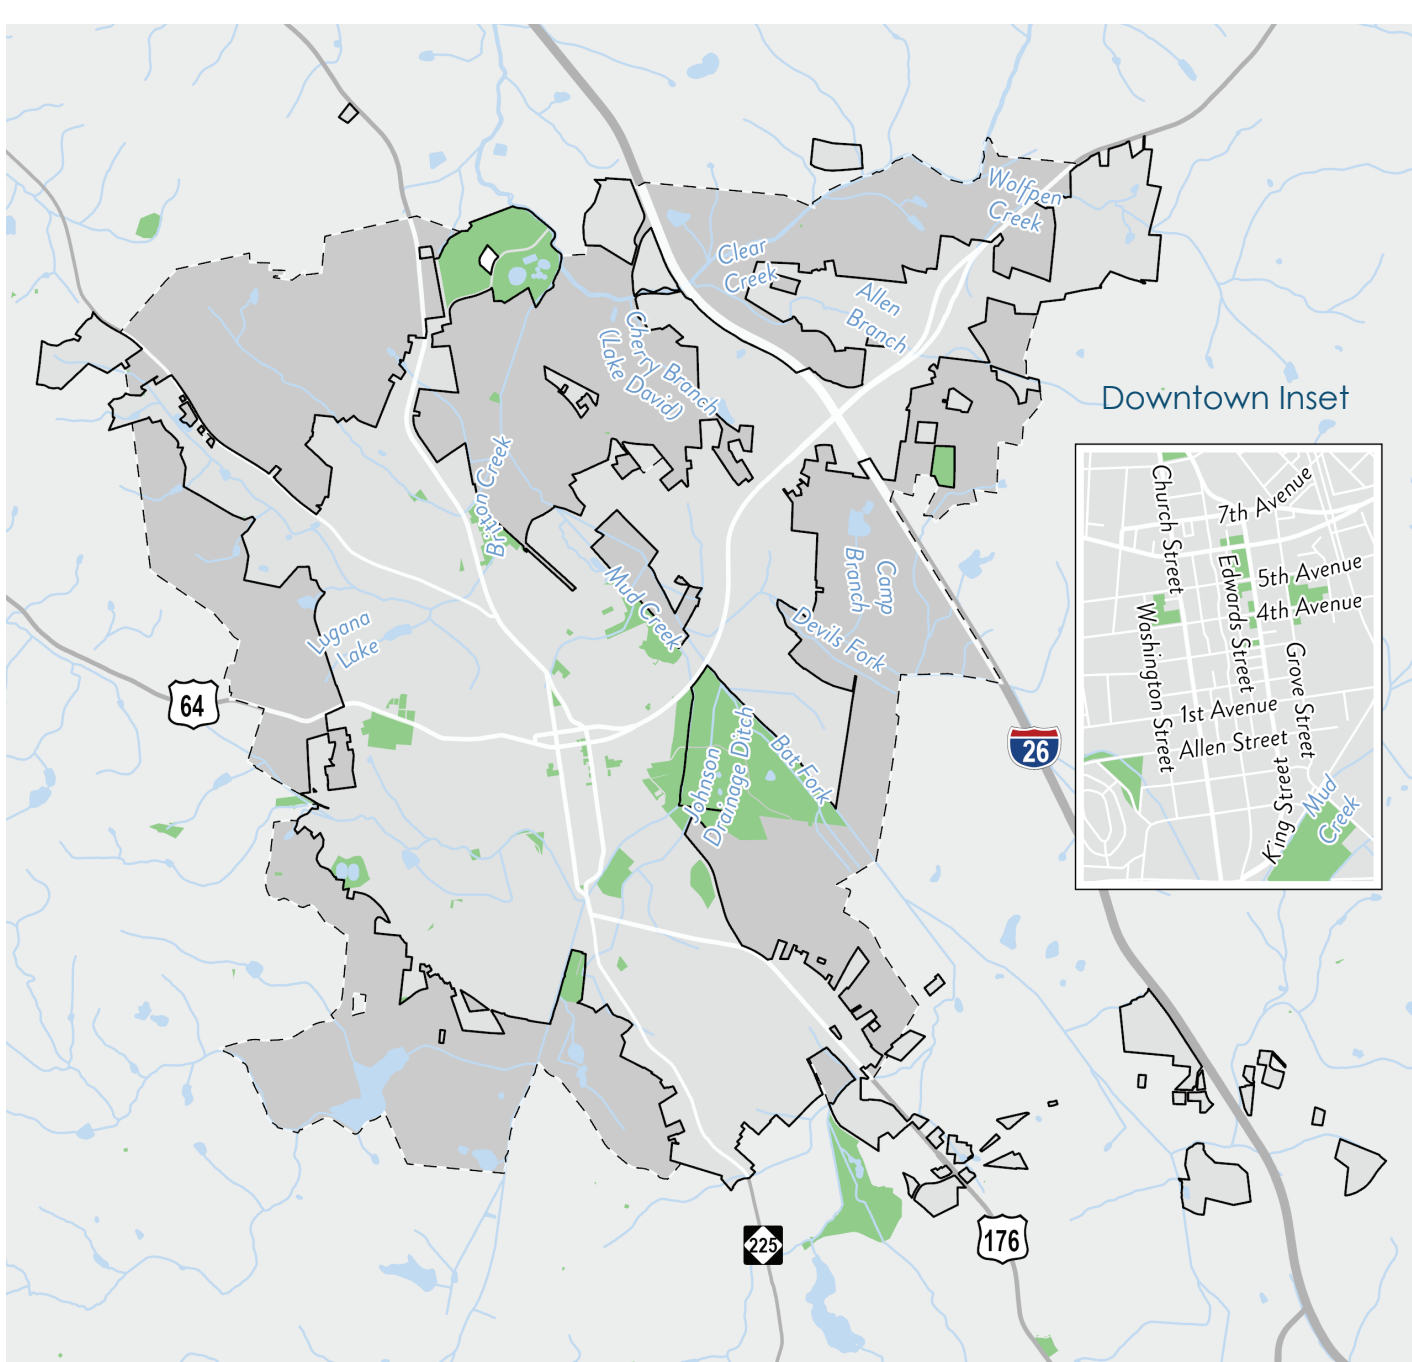 Wolfpen
Creek
Clear
Creek
Allen
Branch
Cherry Branch
(Lake David)
Downtown Inset
Britton Creek
Mud Creek
Camp
Branch
Devils Fork
Lugana
Lake
64
Johnson
Drainage Ditch
Bat Fork
26
225
176
Church Street
7th Avenue
Edwards Street
5th Avenue
4th Avenue
Washington Street
Grove Street
1st Avenue
Allen Street
King Street
Mud
Creek